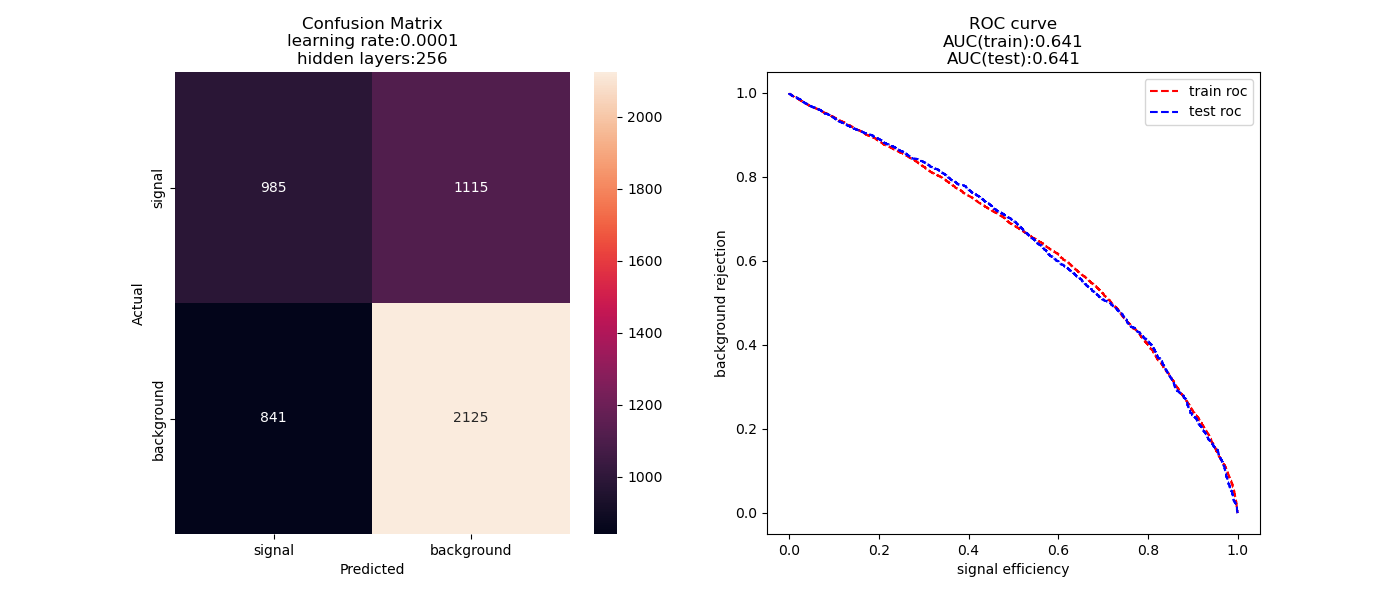 Confusion Matrix
learning rate:0.0001
hidden layers:256
signal
background
Actual
985
1115
841
2125
signal
background
Predicted
2000
1800
1600
1400
1200
1000
ROC curve
AUC(train):0.641
AUC(test):0.641
train roc
test roc
background rejection
1.0
0.8
0.6
0.4
0.2
0.0
0.0
0.2
0.4
0.6
0.8
1.0
signal efficiency